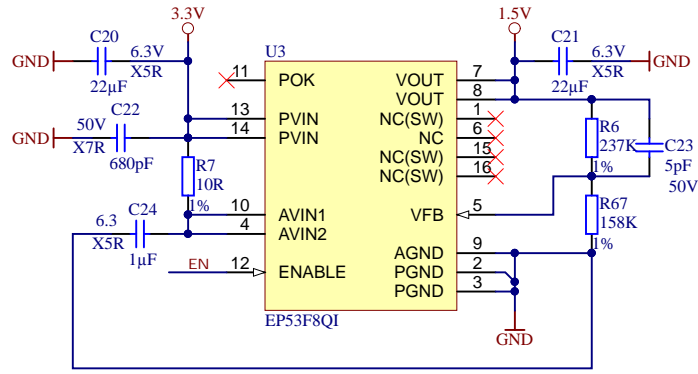 3.3V
1.5V
C20
6.3V
GND
X5R
22µF
U3
C21
6.3V
GND
X5R
22µF
11
POK
VOUT
7
VOUT
8
C22
50V
GND
X7R
680pF
13
PVIN
14
PVIN
NC(SW)
1
NC
6
NC(SW)
15
NC(SW)
16
R6
237K
1%
C23
5pF
50V
R7
10R
1%
10
AVIN1
4
AVIN2
VFB
5
R67
158K
1%
6.3
C24
X5R
1µF
EN
12
ENABLE
AGND
9
PGND
2
PGND
3
EP53F8QI
GND